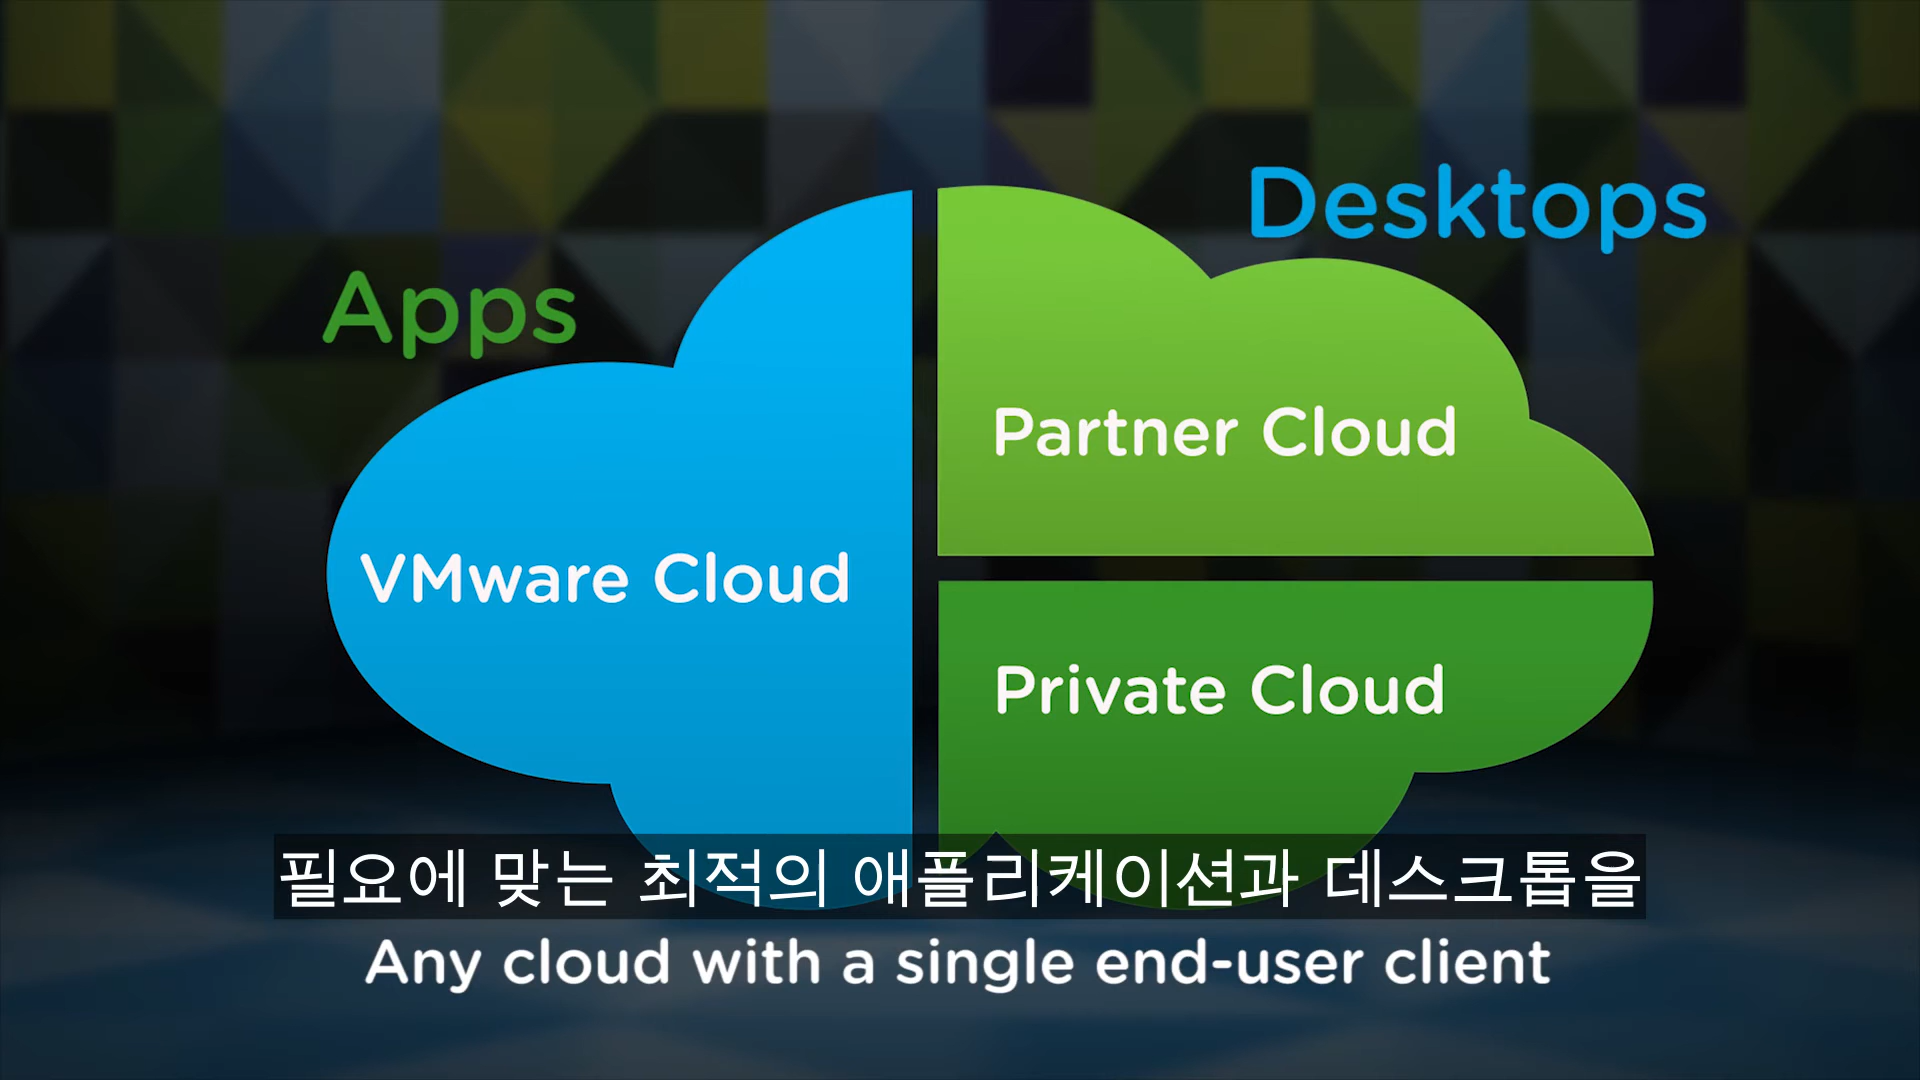 Desktops
Apps
Partner Cloud
VMware Cloud
Private Cloud
필요에 맞는 최적의 애플리케이션과 데스크톱을
Any cloud with a single end-user client